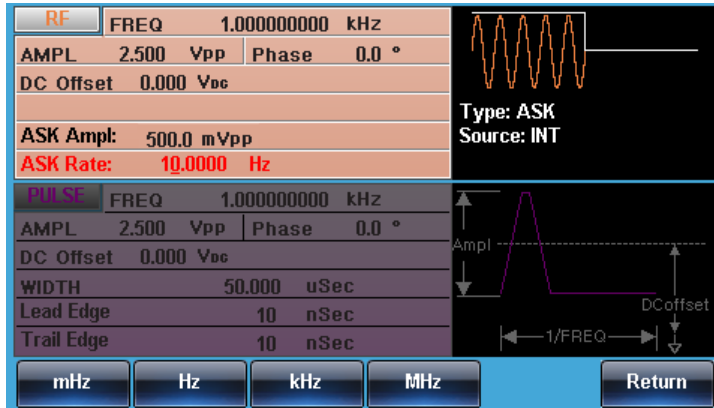 RF FREQ 1.000000000 kHz
AMPL 2.500 Vpp Phase 0.0 °
DC Offset 0.000 VDC
ASK Ampl: 500.0 mVpp
ASK Rate: 10.0000 Hz
Type: ASK
Source: INT
PULSE FREQ 1.000000000 kHz
AMPL 2.500 Vpp Phase 0.0 °
DC Offset 0.000 VDC
WIDTH 50.000 uSec
Lead Edge 10 nSec
Trail Edge 10 nSec
Ampl
DCoffset
1/FREQ
mHz Hz kHz MHz Return